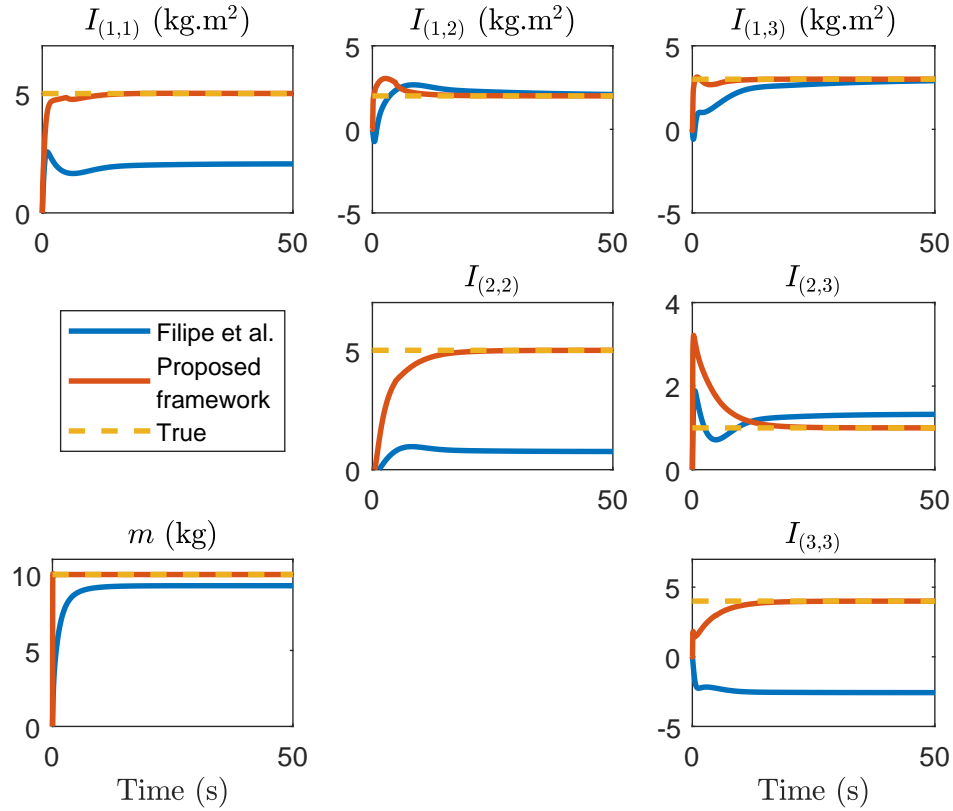 I(1,1) (kg.m²)
I(1,2) (kg.m²)
I(1,3) (kg.m²)
5
0
0
50
5
0
-5
0
50
5
0
-5
0
50
I(2,2)
I(2,3)
Filipe et al.
Proposed
framework
True
5
0
0
50
4
2
0
0
50
m (kg)
I(3,3)
10
5
0
0
50
5
0
-5
0
50
Time (s)
Time (s)